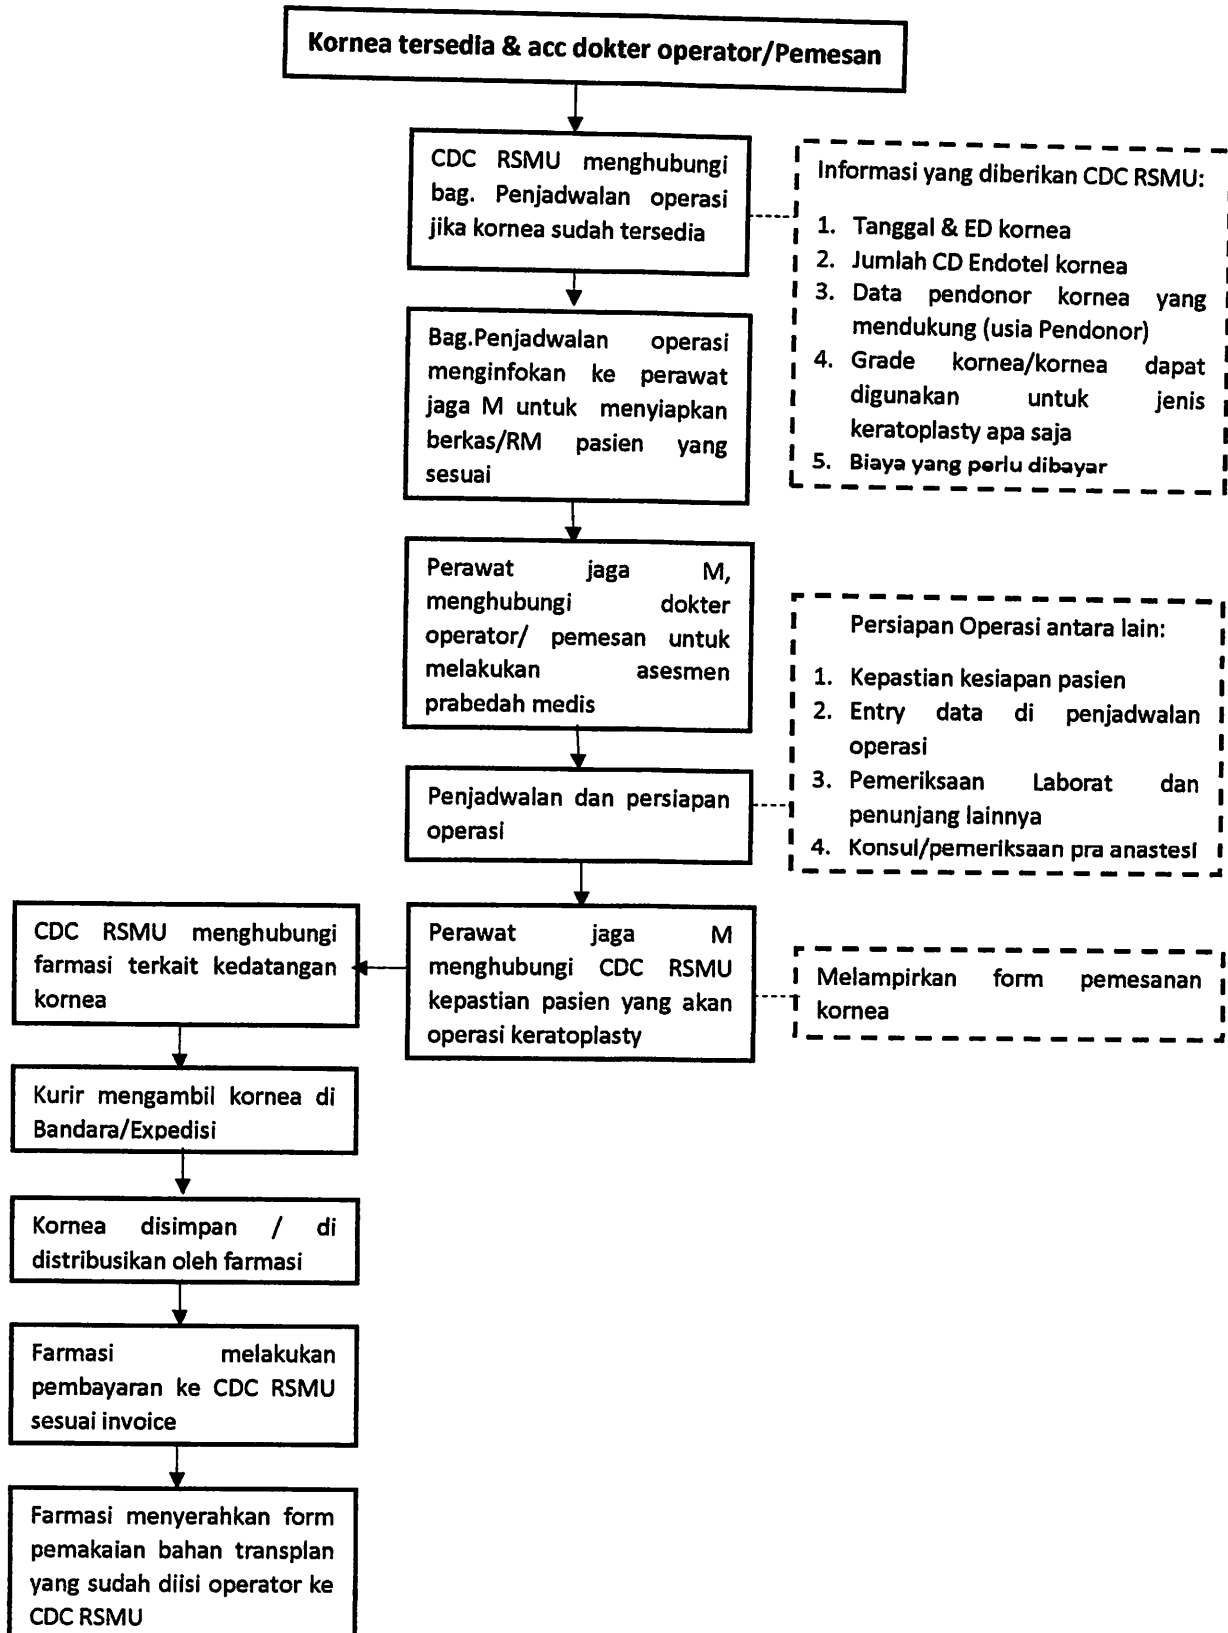 Kornea tersedia & acc dokter operator/Pemesan
CDC RSMU menghubungi
bag. Penjadwalan operasi
jika kornea sudah tersedia
Informasi yang diberikan CDC RSMU:
1. Tanggal & ED kornea
2. Jumlah CD Endotel kornea
3. Data pendonor kornea yang
mendukung (usia Pendonor)
4. Grade kornea/kornea dapat
digunakan untuk jenis
keratoplasty apa saja
5. Biaya yang perlu dibayar
Bag.Penjadwalan operasi
menginfokan ke perawat
jaga M untuk menyiapkan
berkas/RM pasien yang
sesuai
Perawat jaga M,
menghubungi dokter
operator/ pemesan untuk
melakukan asesmen
prabedah medis
Persiapan Operasi antara lain:
1. Kepastian kesiapan pasien
2. Entry data di penjadwalan
operasi
3. Pemeriksaan Laborat dan
penunjang lainnya
4. Konsul/pemeriksaan pra anastesi
Penjadwalan dan persiapan
operasi
Perawat jaga M
menghubungi CDC RSMU
kepastian pasien yang akan
operasi keratoplasty
Melampirkan form pemesanan
kornea
CDC RSMU menghubungi
farmasi terkait kedatangan
kornea
Kurir mengambil kornea di
Bandara/Expedisi
Kornea disimpan / di
distribusikan oleh farmasi
Farmasi melakukan
pembayaran ke CDC RSMU
sesuai invoice
Farmasi menyerahkan form
pemakaian bahan transplan
yang sudah diisi operator ke
CDC RSMU